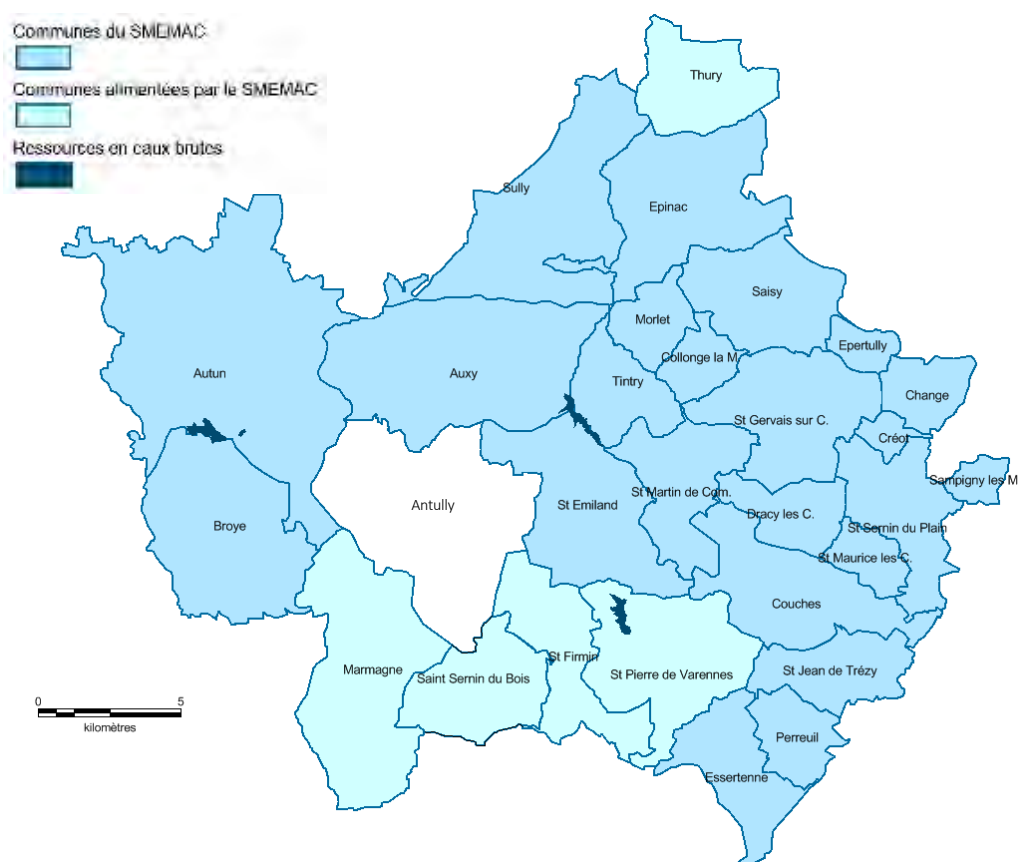 Communes du SMEMAC
Communes alimentées par le SMEMAC
Ressources en eaux brutes
Thury
Sully
Epinac
Saisy
Morlet
Collonge la M.
Epertully
Autun
Auxy
Tintry
Change
St Gervais sur C.
Créot
Sampigny les M
St Martin de Com.
Antully
St Emiland
Dracy les C.
Broye
St Sernin du Plain
St Maurice les C.
Couches
St Firmin
Marmagne
Saint Sernin du Bois
St Pierre de Varennes
St Jean de Trézy
0 5
kilomètres
Perreuil
Essertenne